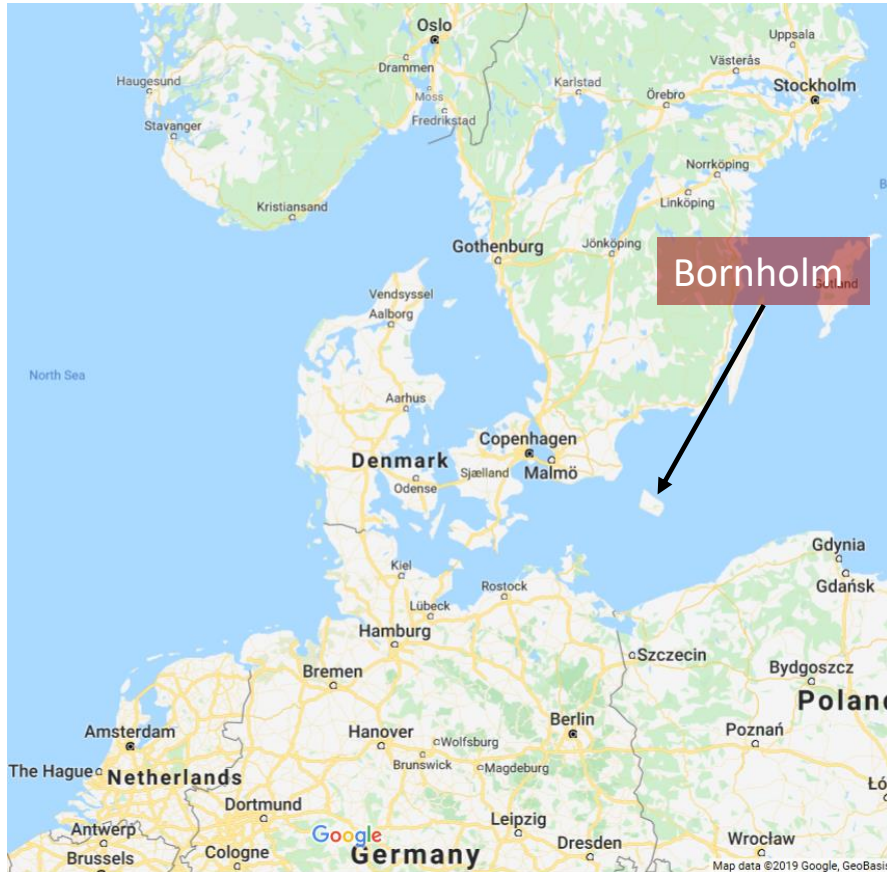 Oslo
Uppsala
Drammen
Västerås
Haugesund
Stockholm
Karlstad
Örebro
Moss
Fredrikstad
Stavanger
Norrköping
Linköping
B
Kristiansand
Gothenburg
Jönköping
Bornholm
Gotland
Vendsyssel
Aalborg
North Sea
Aarhus
Copenhagen
Denmark
Sjælland
Malmö
Odense
Gdynia
Kiel
Gdańsk
Rostock
Lübeck
Hamburg
Szczecin
Bremen
Bydgoszcz
Poland
Berlin
Amsterdam
Hanover
Wolfsburg
Poznań
Brunswick
Magdeburg
The Hague
Netherlands
Łó
Dortmund
Leipzig
Antwerp
Google
Wrocław
Dresden
Brussels
Cologne
Germany
Map data ©2019 Google, GeoBasis